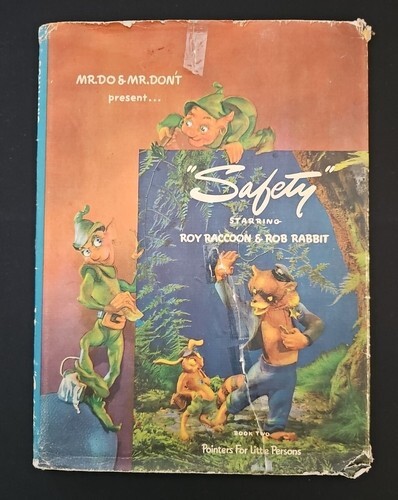 MR.DO & MR.DON'T
present...
"Safety"
STARRING
ROY RACCOON & ROB RABBIT
BOOK TWO
Pointers For Little Persons